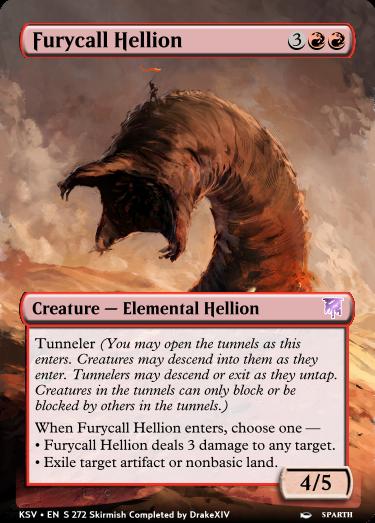 Furycall Hellion 3
Creature — Elemental Hellion
Tunneler (You may open the tunnels as this
enters. Creatures may descend into them as they
enter. Tunnelers may descend or exit as they untap.
Creatures in the tunnels can only block or be
blocked by others in the tunnels.)
When Furycall Hellion enters, choose one —
• Furycall Hellion deals 3 damage to any target.
• Exile target artifact or nonbasic land.
4/5
KSV • EN S 272 Skirmish Completed by DrakeXIV SPARTH